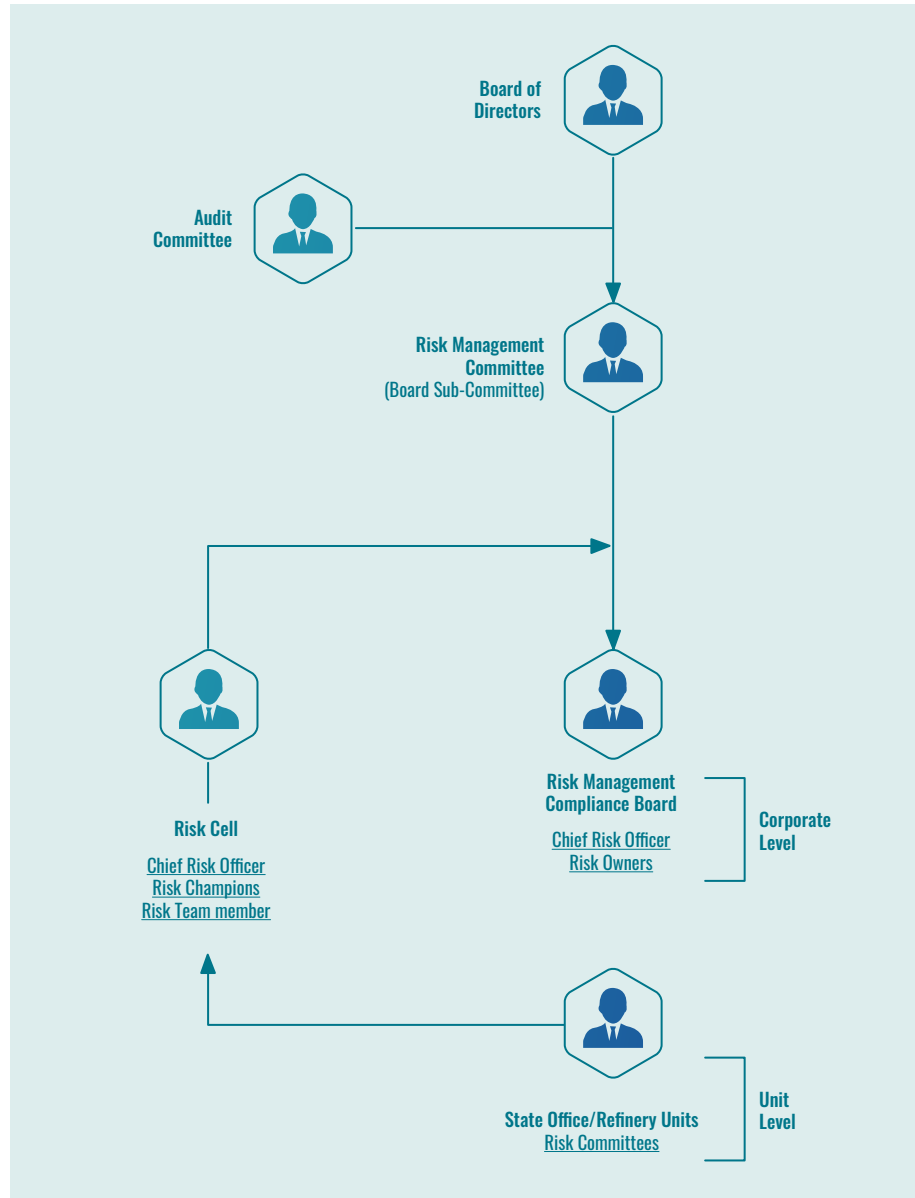 Board of
Directors
Audit
Committee
Risk Management
Committee
(Board Sub-Committee)
Risk Management
Compliance Board
Chief Risk Officer
Risk Owners
Corporate
Level
Risk Cell
Chief Risk Officer
Risk Champions
Risk Team member
State Office/Refinery Units
Risk Committees
Unit
Level